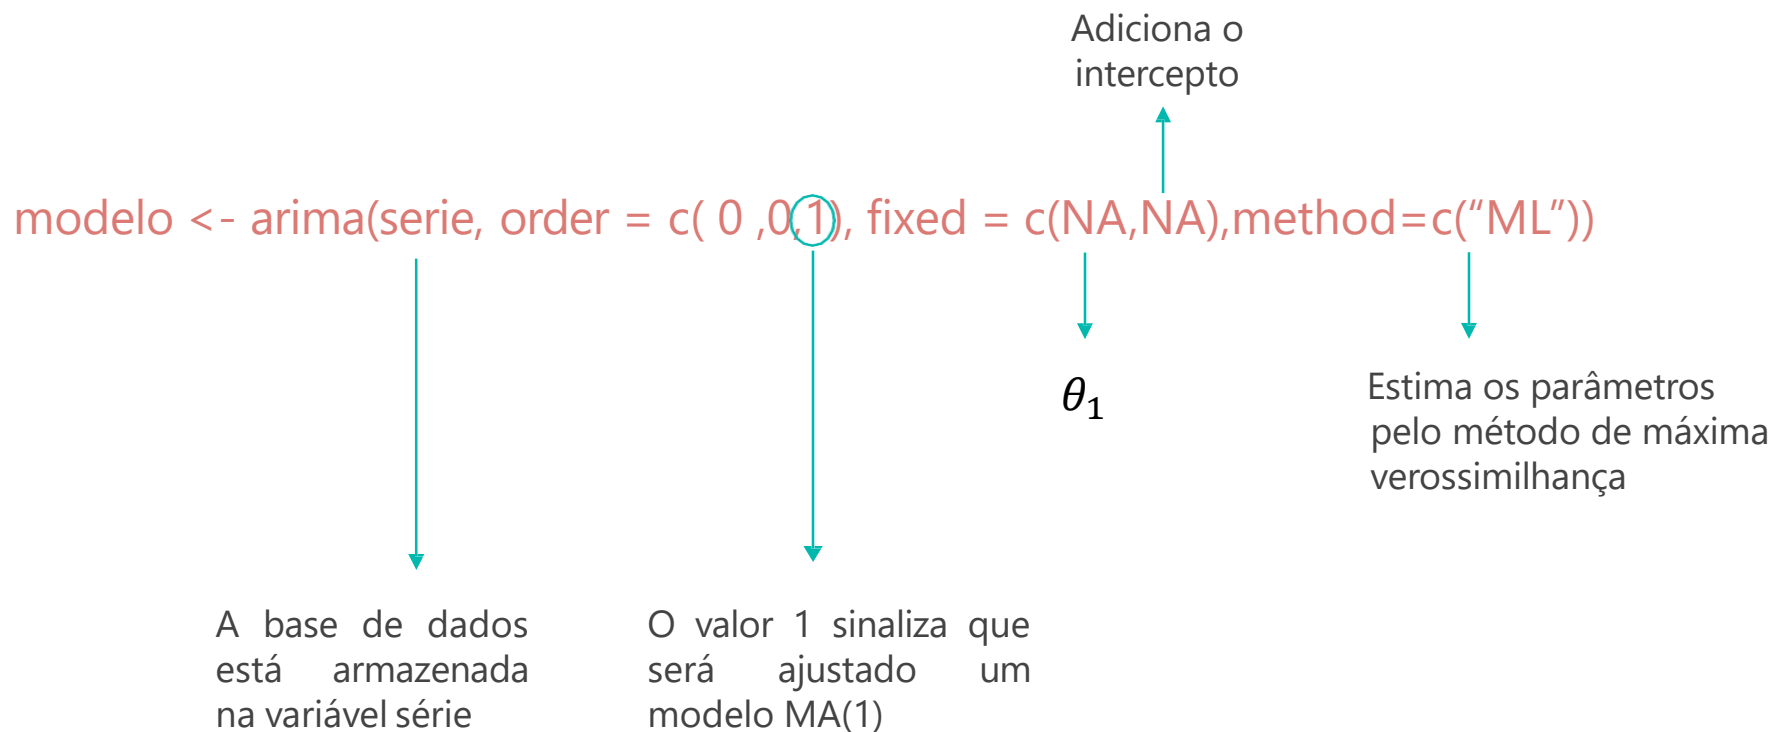 Adiciona o
intercepto
modelo <- arima(serie, order = c( 0 ,0,1), fixed = c(NA,NA),method=c(“ML”))
θ₁
Estima os parâmetros
pelo método de máxima
verossimilhança
A base de dados
está armazenada
na variável série
O valor 1 sinaliza que
será ajustado um
modelo MA(1)